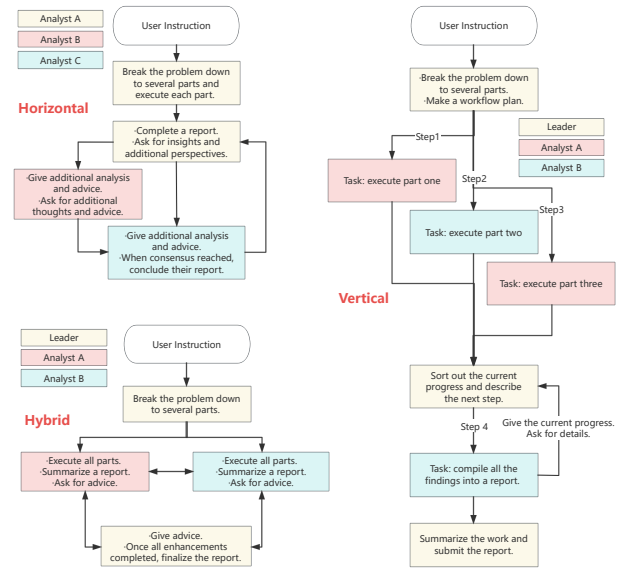 Analyst A
Analyst B
Analyst C
User Instruction
Break the problem down
to several parts and
execute each part.
Horizontal
·Complete a report.
·Ask for insights and
additional perspectives.
·Give additional analysis
and advice.
·Ask for additional
thoughts and advice.
·Give additional analysis
and advice.
·When consensus reached,
conclude their report.
Leader
Analyst A
Analyst B
User Instruction
Hybrid
Break the problem down
to several parts.
·Execute all parts.
·Summarize a report.
·Ask for advice.
·Execute all parts.
·Summarize a report.
·Ask for advice.
·Give advice.
·Once all enhancements
completed, finalize the report.
User Instruction
·Break the problem down
to several parts.
·Make a workflow plan.
Leader
Analyst A
Analyst B
Step1
Task: execute part one
Step2
Step3
Task: execute part two
Task: execute part three
Vertical
Sort out the current
progress and describe
the next step.
Step 4
Give the current progress.
Ask for details.
Task: compile all the
findings into a report.
Summarize the work and
submit the report.